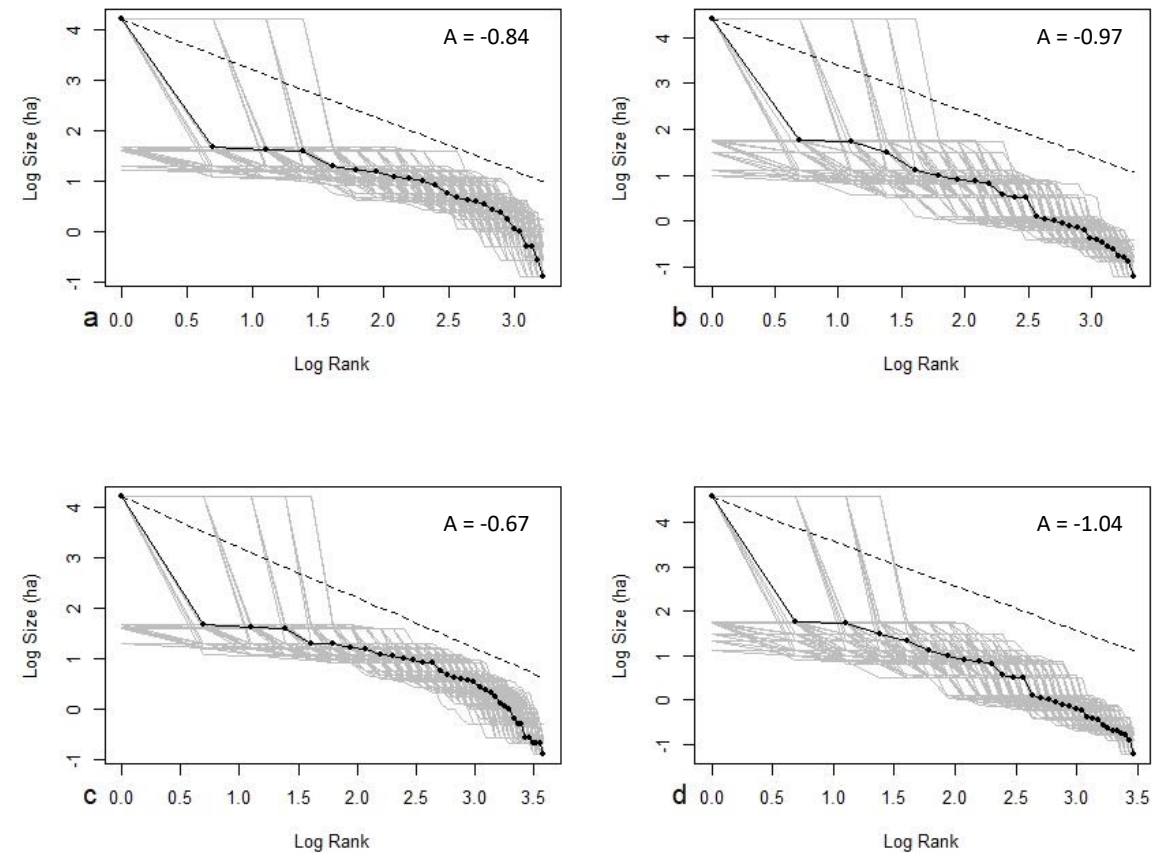 A = -0.84
Log Size (ha)
4
3
2
1
0
-1
a 0.0 0.5 1.0 1.5 2.0 2.5 3.0
Log Rank
A = -0.97
Log Size (ha)
4
3
2
1
0
-1
b 0.0 0.5 1.0 1.5 2.0 2.5 3.0
Log Rank
A = -0.67
Log Size (ha)
4
3
2
1
0
-1
c 0.0 0.5 1.0 1.5 2.0 2.5 3.0 3.5
Log Rank
A = -1.04
Log Size (ha)
4
3
2
1
0
-1
d 0.0 0.5 1.0 1.5 2.0 2.5 3.0 3.5
Log Rank